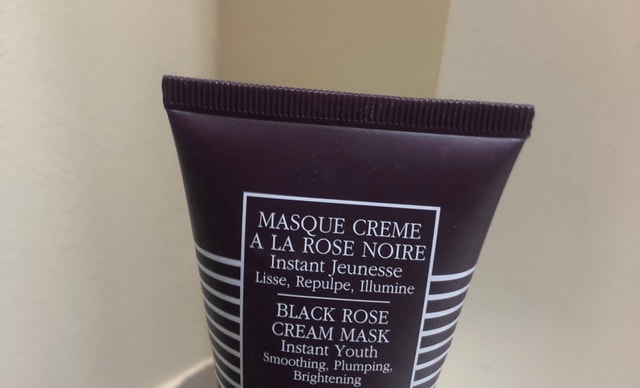 MASQUE CREME
A LA ROSE NOIRE
Instant Jeunesse
Lisse, Repulpe, Illumine
BLACK ROSE
CREAM MASK
Instant Youth
Smoothing, Plumping,
Brightening